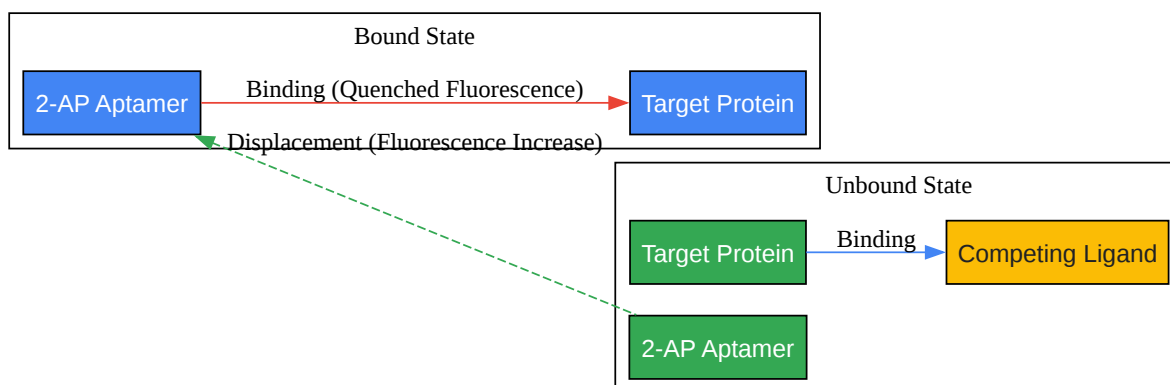 Bound State
2-AP Aptamer
Binding (Quenched Fluorescence)
Target Protein
Displacement (Fluorescence Increase)
Unbound State
Target Protein
Binding
Competing Ligand
2-AP Aptamer